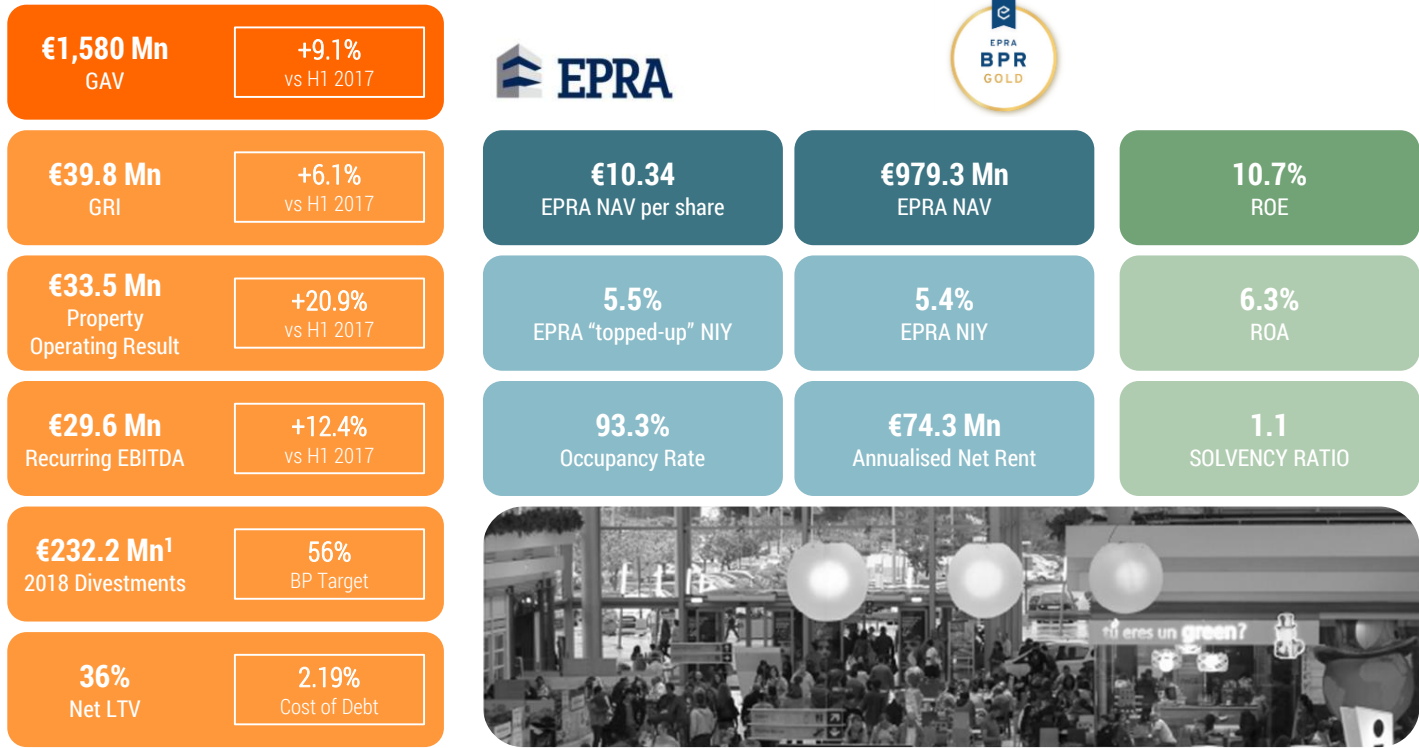 €1,580 Mn
GAV
+9.1%
vs H1 2017
€39.8 Mn
GRI
+6.1%
vs H1 2017
€33.5 Mn
Property
Operating Result
+20.9%
vs H1 2017
€29.6 Mn
Recurring EBITDA
+12.4%
vs H1 2017
€232.2 Mn¹
2018 Divestments
56%
BP Target
36%
Net LTV
2.19%
Cost of Debt
EPRA
EPRA
BPR
GOLD
€10.34
EPRA NAV per share
€979.3 Mn
EPRA NAV
10.7%
ROE
5.5%
EPRA “topped-up” NIY
5.4%
EPRA NIY
6.3%
ROA
93.3%
Occupancy Rate
€74.3 Mn
Annualised Net Rent
1.1
SOLVENCY RATIO
tú eres un green?